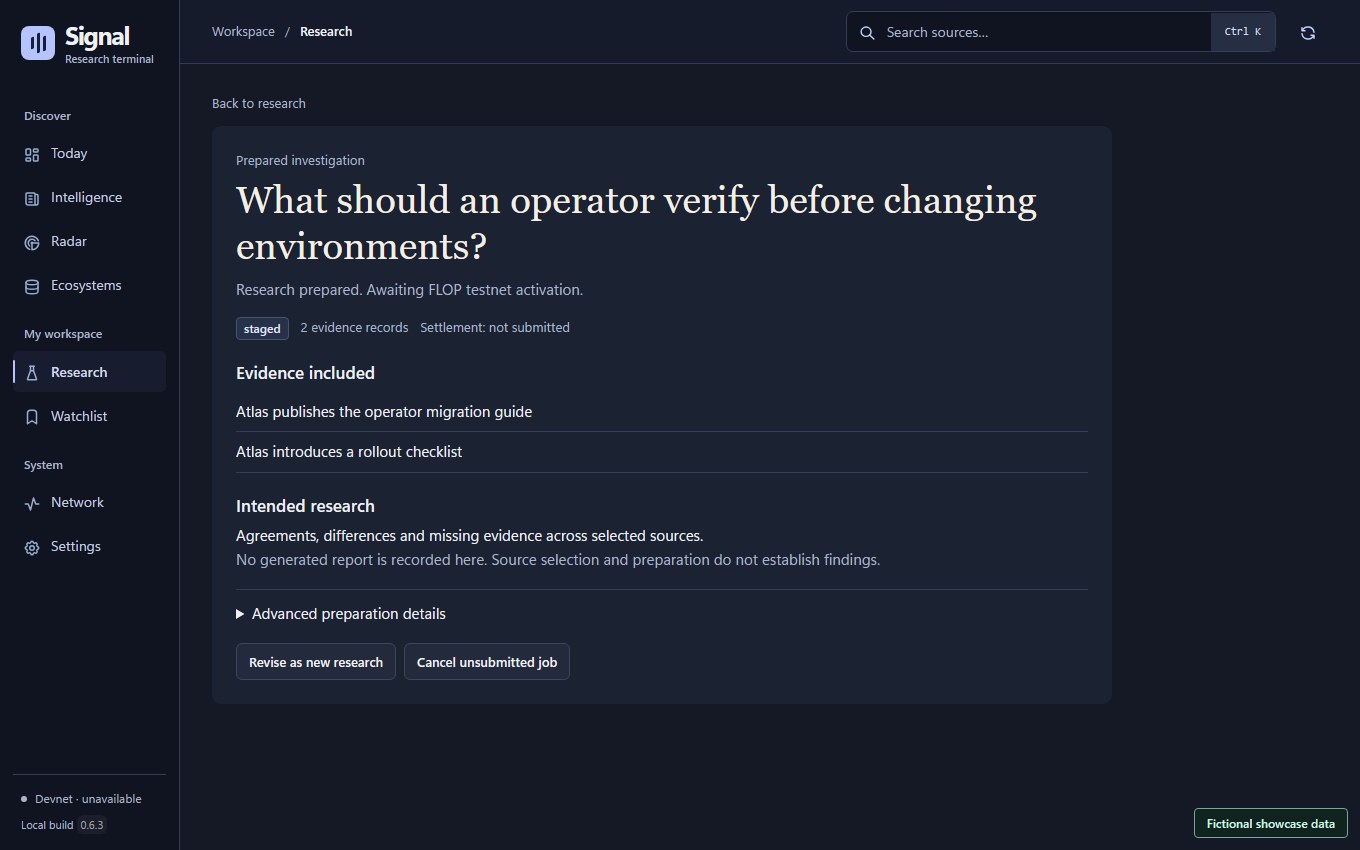 Signal
Research terminal
Discover
Today
Intelligence
Radar
Ecosystems
My workspace
Research
Watchlist
System
Network
Settings
Devnet · unavailable
Local build 0.6.3
Workspace / Research
Search sources...
Ctrl K
Back to research
Prepared investigation
What should an operator verify before changing
environments?
Research prepared. Awaiting FLOP testnet activation.
staged 2 evidence records Settlement: not submitted
Evidence included
Atlas publishes the operator migration guide
Atlas introduces a rollout checklist
Intended research
Agreements, differences and missing evidence across selected sources.
No generated report is recorded here. Source selection and preparation do not establish findings.
Advanced preparation details
Revise as new research Cancel unsubmitted job
Fictional showcase data